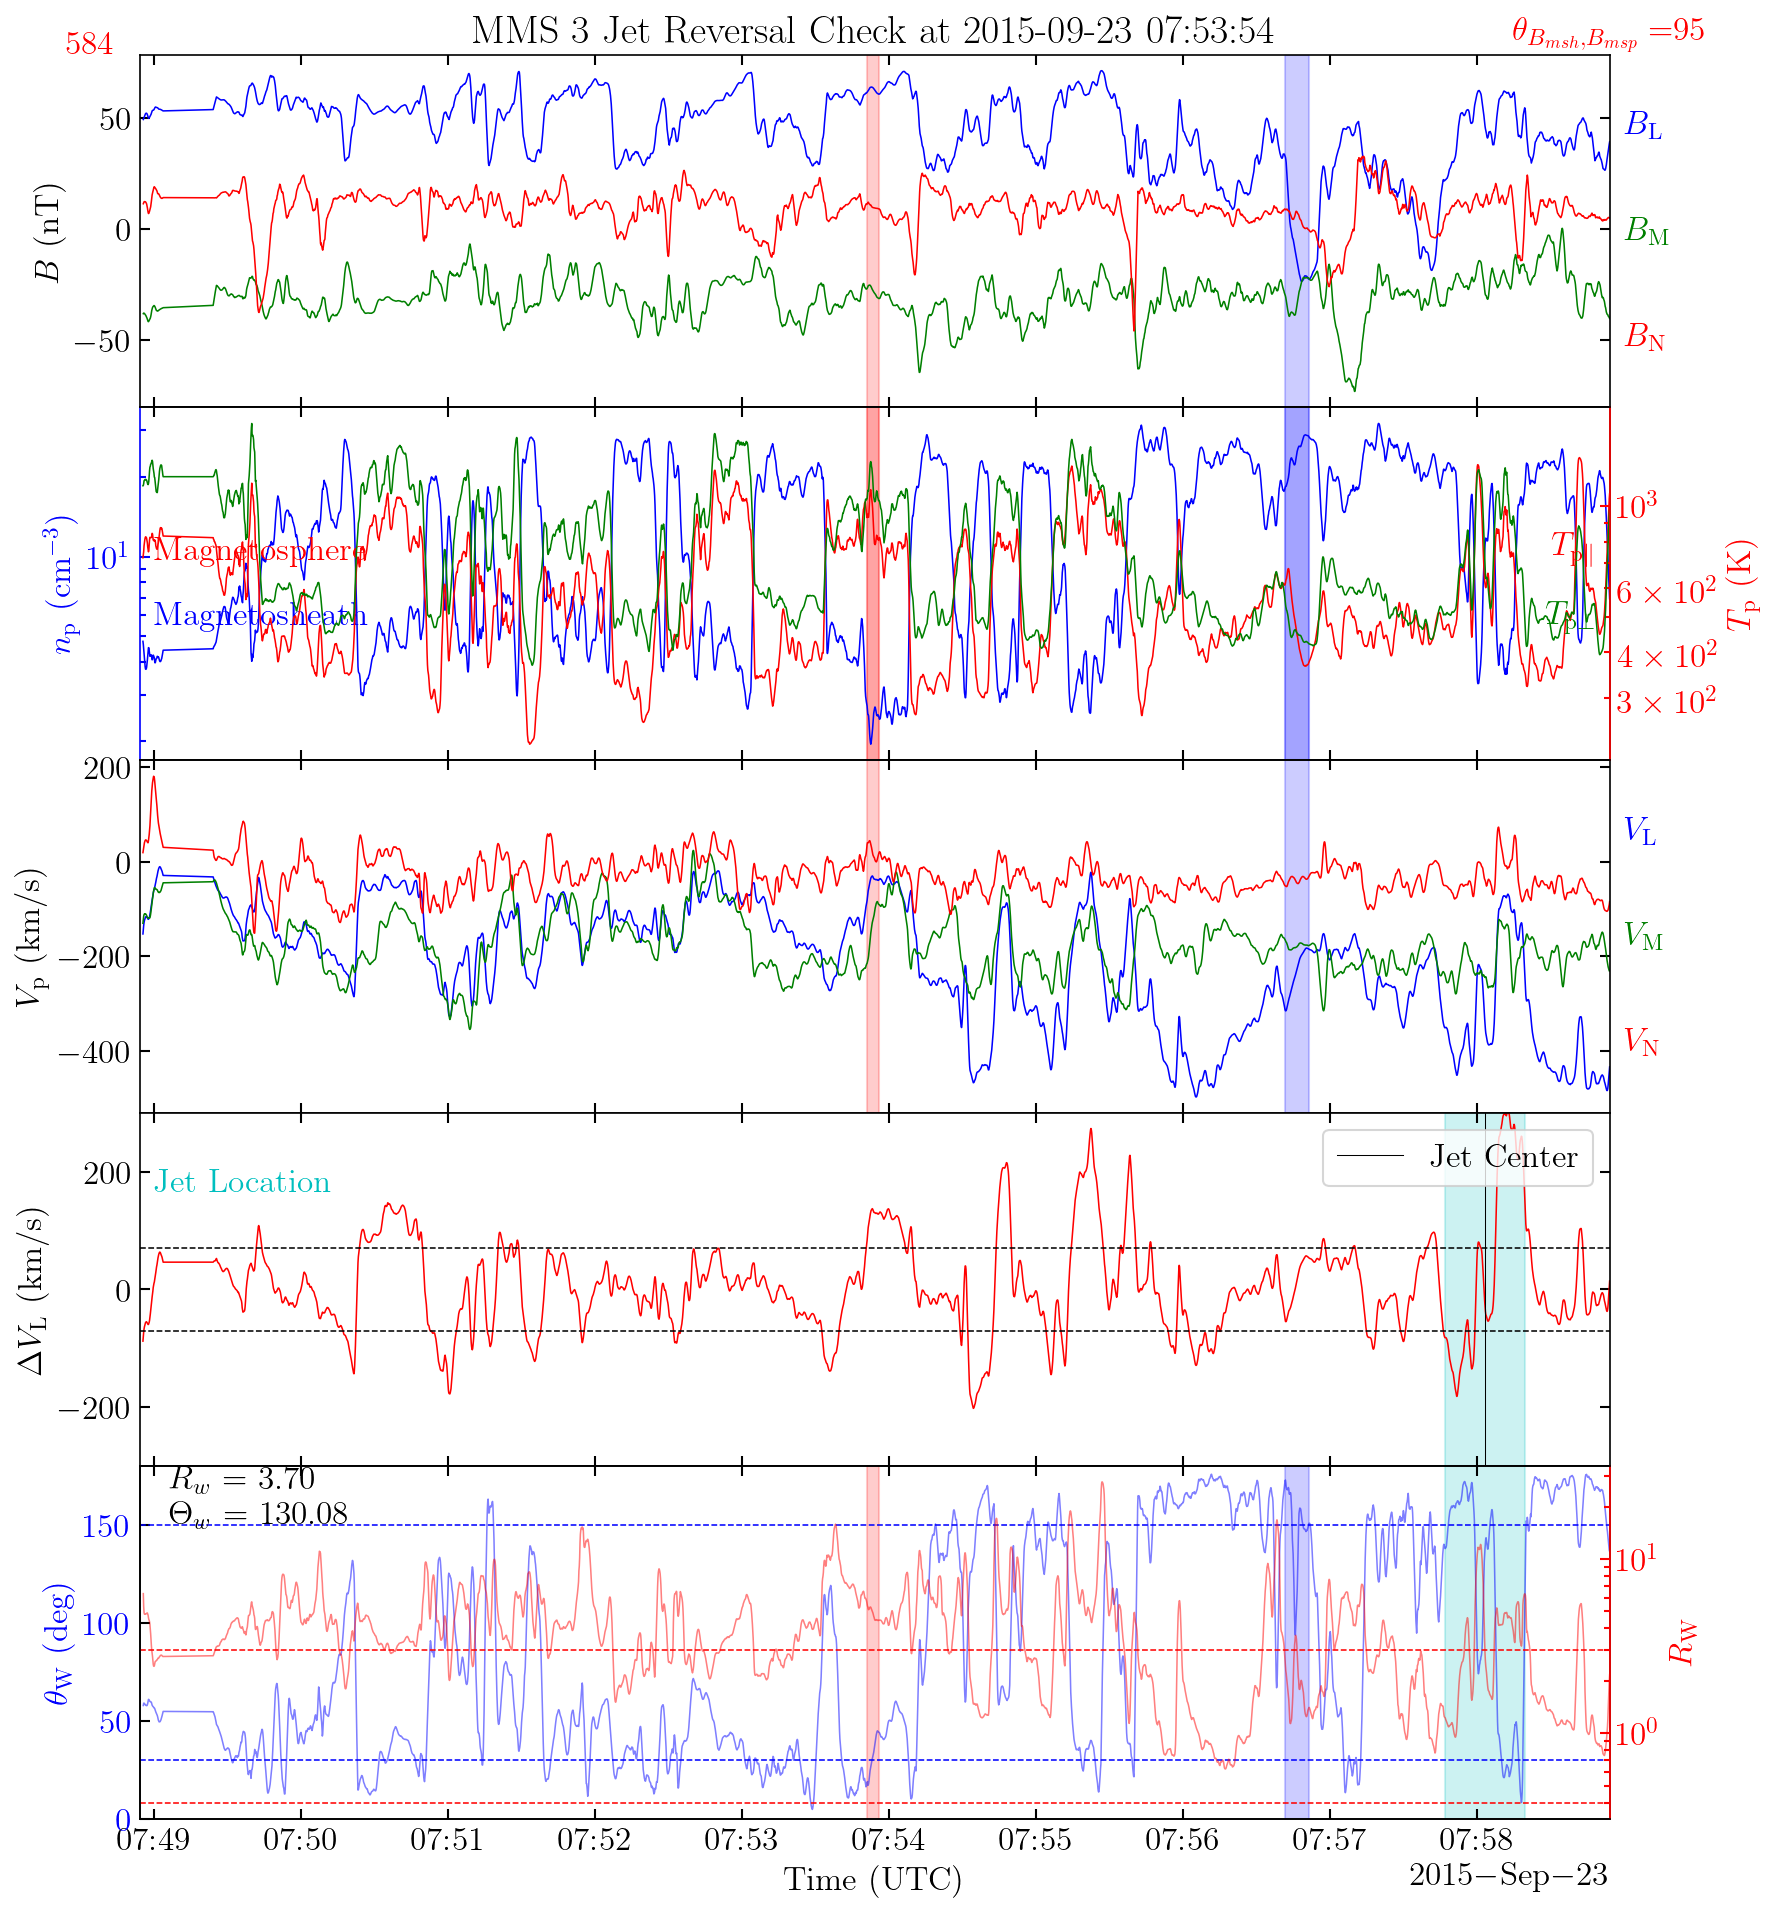 MMS 3 Jet Reversal Check at 2015-09-23 07:53:54
584
θ_{B_{msh},B_{msp}} =95
50
0
−50
B (nT)
B_L
B_M
B_N
10^1
n_p (cm^{−3})
Magnetosphere
Magnetosheath
T_{p∥}
T_{p⊥}
10^3
6 × 10^2
4 × 10^2
3 × 10^2
T_p (K)
200
0
−200
−400
V_p (km/s)
V_L
V_M
V_N
200
0
−200
ΔV_L (km/s)
Jet Location
Jet Center
R_w = 3.70
Θ_w = 130.08
150
100
50
0
θ_W (deg)
10^1
10^0
R_W
07:49 07:50 07:51 07:52 07:53 07:54 07:55 07:56 07:57 07:58
Time (UTC)
2015−Sep−23